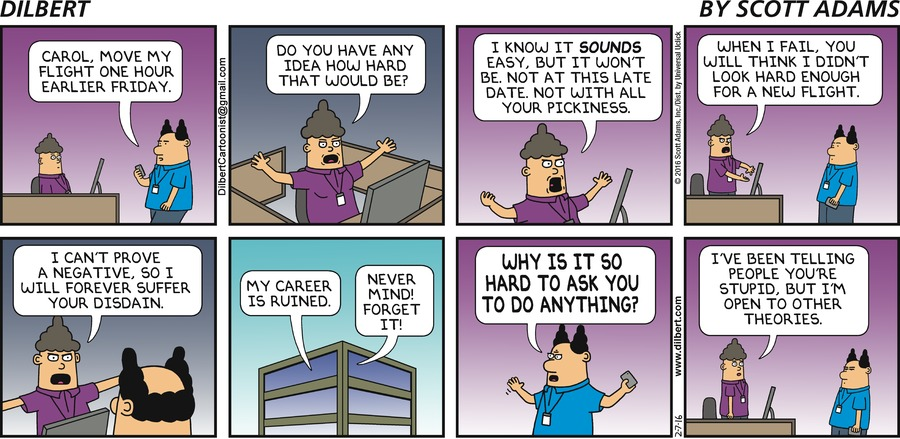 DILBERT
BY SCOTT ADAMS
CAROL, MOVE MY
FLIGHT ONE HOUR
EARLIER FRIDAY.
DilbertCartoonist@gmail.com
DO YOU HAVE ANY
IDEA HOW HARD
THAT WOULD BE?
I KNOW IT SOUNDS
EASY, BUT IT WON'T
BE. NOT AT THIS LATE
DATE. NOT WITH ALL
YOUR PICKINESS.
© 2016 Scott Adams, Inc./Dist. by Universal Uclick
WHEN I FAIL, YOU
WILL THINK I DIDN'T
LOOK HARD ENOUGH
FOR A NEW FLIGHT.
I CAN'T PROVE
A NEGATIVE, SO I
WILL FOREVER SUFFER
YOUR DISDAIN.
MY CAREER
IS RUINED.
NEVER
MIND!
FORGET
IT!
WHY IS IT SO
HARD TO ASK YOU
TO DO ANYTHING?
2-7-16
www.dilbert.com
I'VE BEEN TELLING
PEOPLE YOU'RE
STUPID, BUT I'M
OPEN TO OTHER
THEORIES.